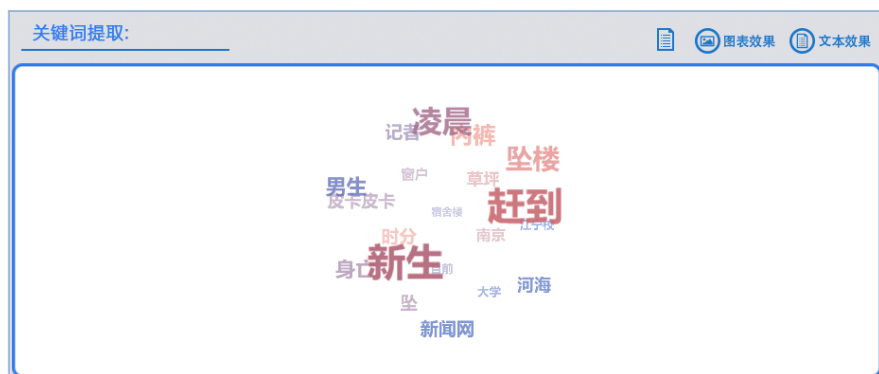 关键词提取:
图表效果
文本效果
凌晨
记者
内裤
坠楼
窗户
草坪
男生
皮卡皮卡
宿舍楼
赶到
江宁校
时分
南京
新生
身亡
目前
河海
大学
坠
新闻网